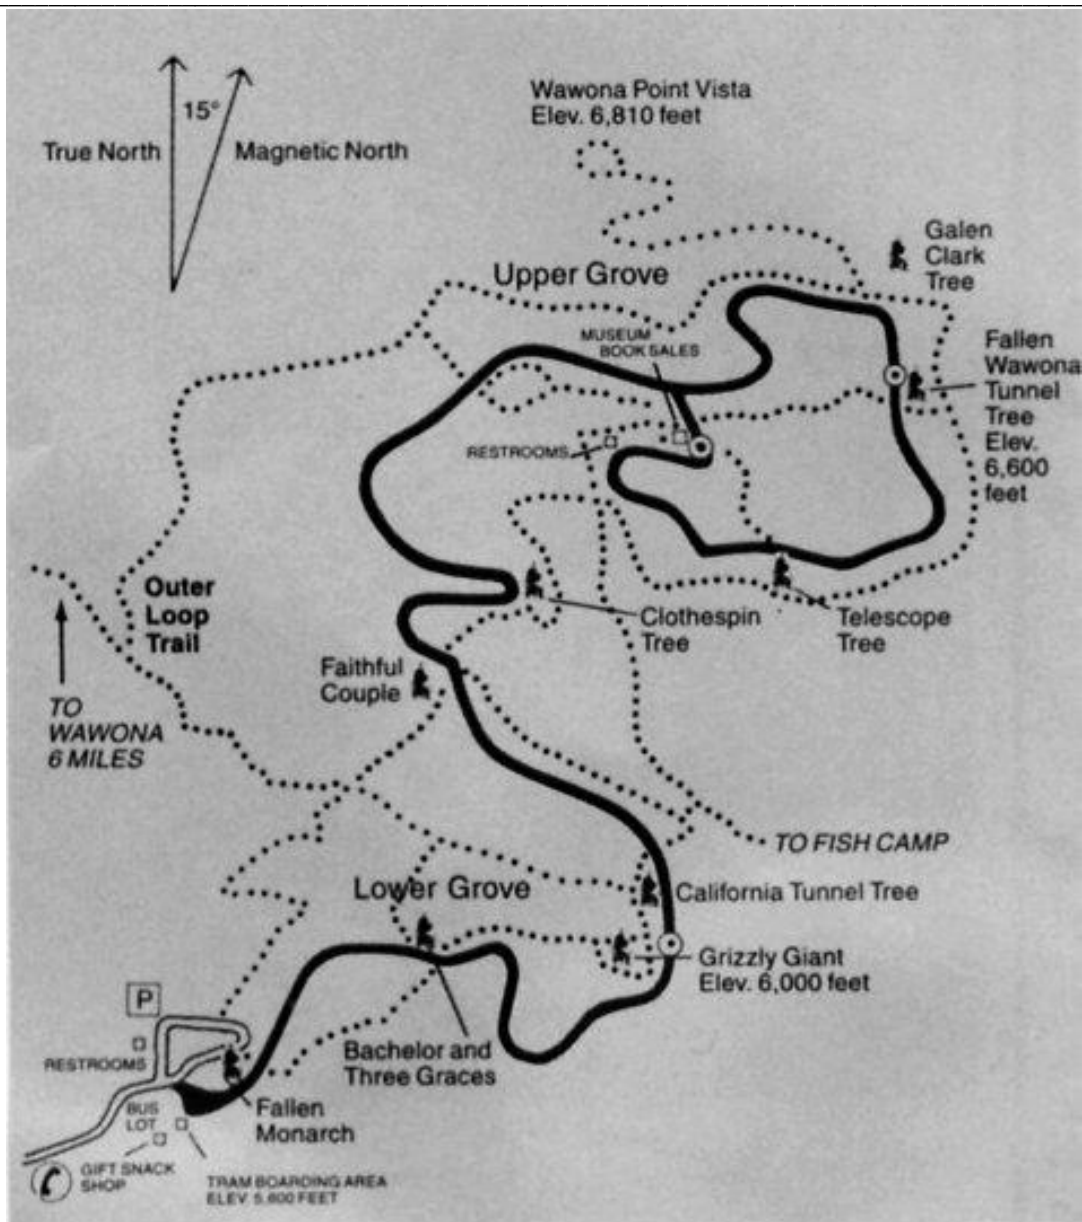 Wawona Point Vista
Elev. 6,810 feet
15°
True North
Magnetic North
Galen
Clark
Tree
Upper Grove
MUSEUM
BOOK SALES
Fallen
Wawona
Tunnel
Tree
Elev.
6,600
feet
RESTROOMS
Outer
Loop
Trail
Clothespin
Tree
Telescope
Tree
Faithful
Couple
TO
WAWONA
6 MILES
TO FISH CAMP
Lower Grove
California Tunnel Tree
Grizzly Giant
Elev. 6,000 feet
P
RESTROOMS
Bachelor and
Three Graces
BUS
LOT
Fallen
Monarch
GIFT SNACK
SHOP
TRAM BOARDING AREA
ELEV 5,600 FEET